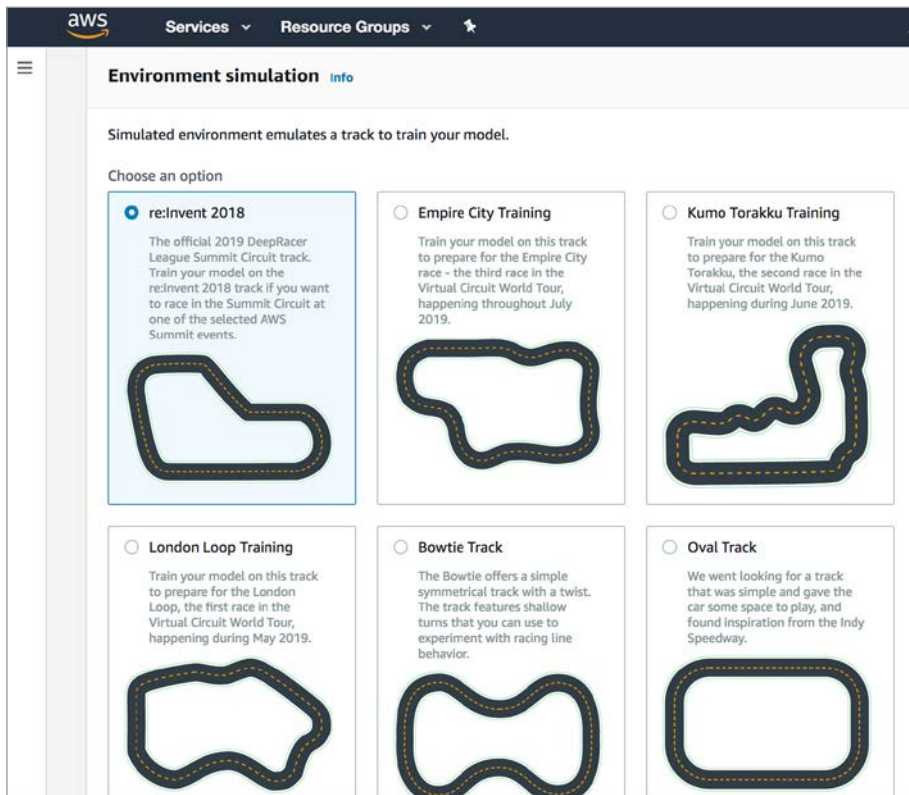 aws Services Resource Groups
Environment simulation Info
Simulated environment emulates a track to train your model.
Choose an option
re:Invent 2018
The official 2019 DeepRacer
League Summit Circuit track.
Train your model on the
re:Invent 2018 track if you want
to race in the Summit Circuit at
one of the selected AWS
Summit events.
Empire City Training
Train your model on this track
to prepare for the Empire City
race - the third race in the
Virtual Circuit World Tour,
happening throughout July
2019.
Kumo Torakku Training
Train your model on this track
to prepare for the Kumo
Torakku, the second race in the
Virtual Circuit World Tour,
happening during June 2019.
London Loop Training
Train your model on this track
to prepare for the London
Loop, the first race in the
Virtual Circuit World Tour,
happening during May 2019.
Bowtie Track
The Bowtie offers a simple
symmetrical track with a twist.
The track features shallow
turns that you can use to
experiment with racing line
behavior.
Oval Track
We went looking for a track
that was simple and gave the
car some space to play, and
found inspiration from the Indy
Speedway.